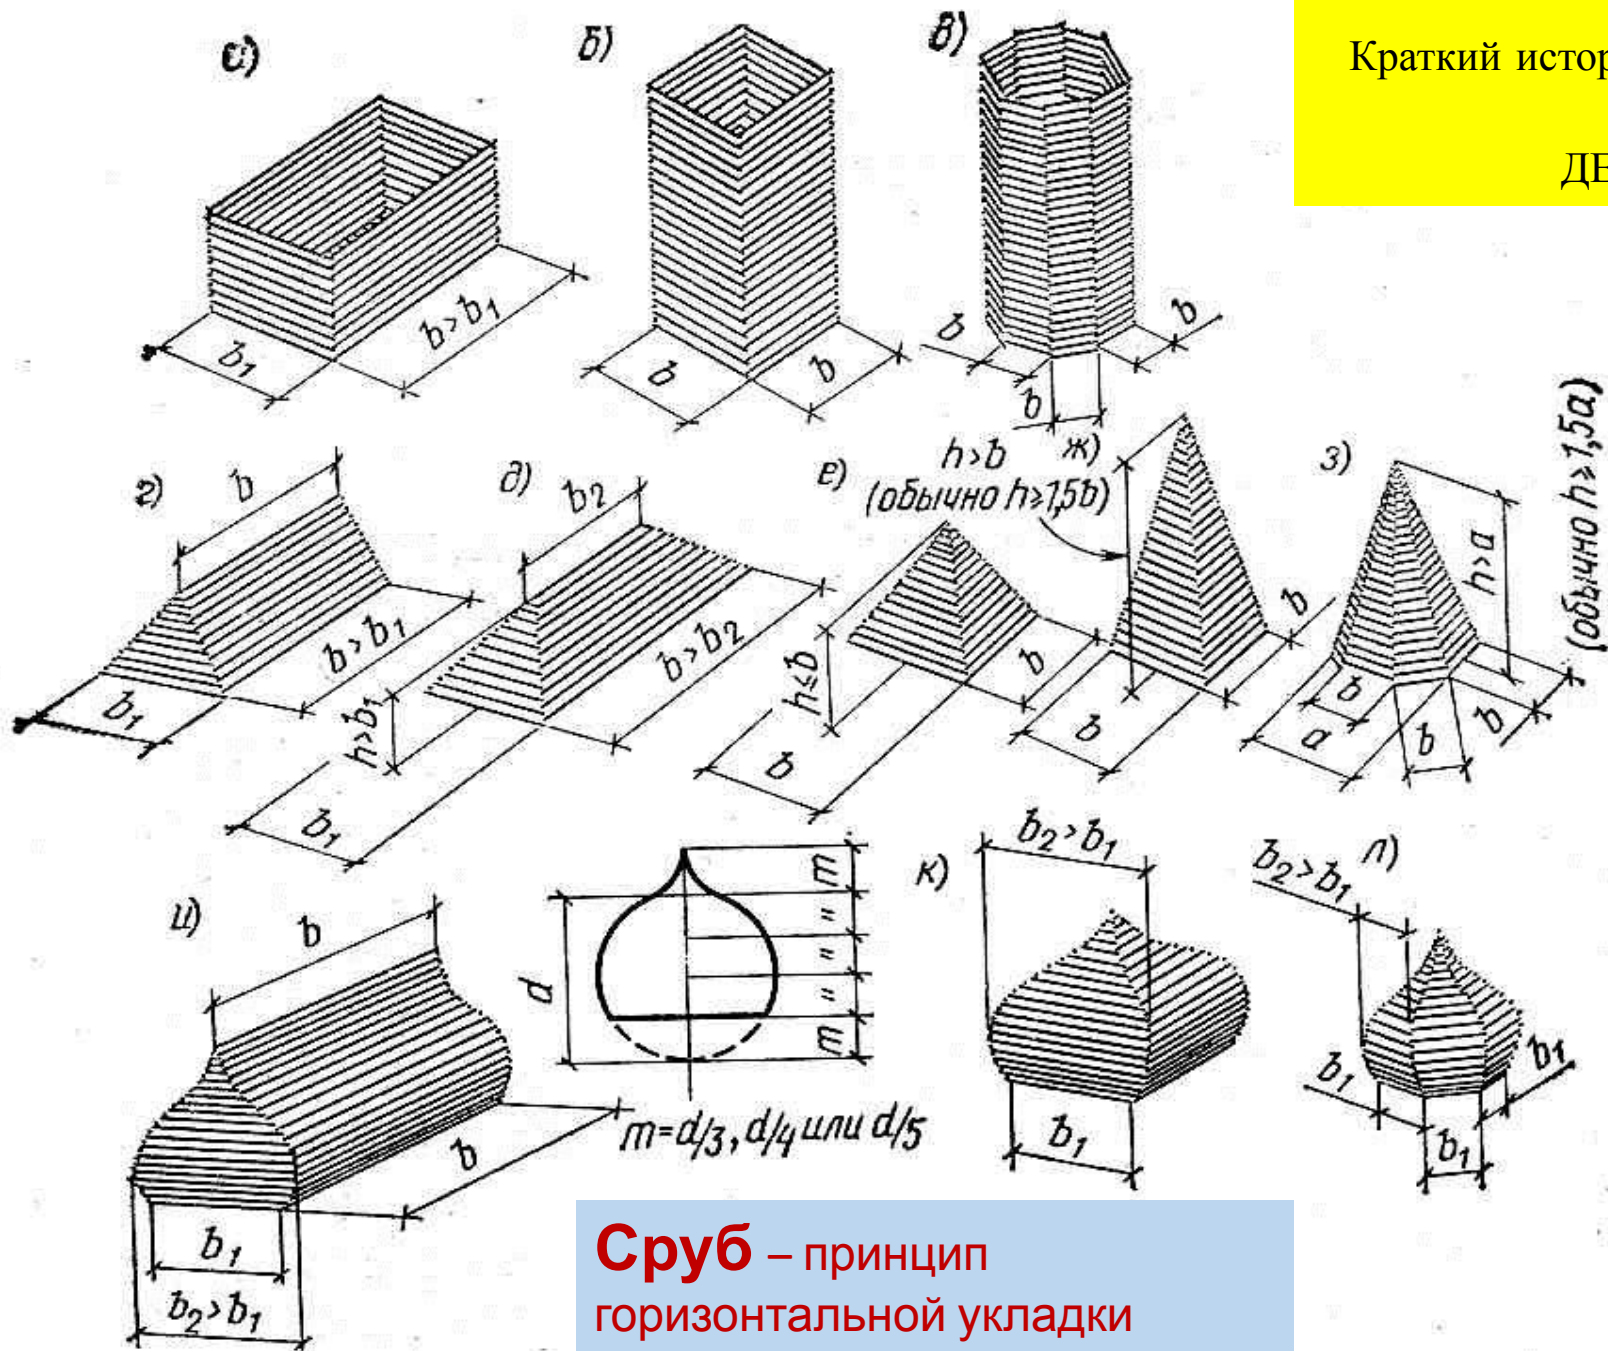 Краткий истор
ДЕ
а)
б)
в)
b₁
b>b₁
b
b
b
b
b
г)
b
b>b₁
b₁
д)
b₂
b>b₂
h>b₁
b₁
е)
h≤b
b
b
h>b
(обычно h≥1,5b)
ж)
b
b
з)
h>a
(обычно h≥1,5a)
b
a
b
b
и)
b
b
b₁
b₂>b₁
d
m
"
"
"
m
m=d/3, d/4 или d/5
к)
b₂>b₁
b₁
л)
b₂>b₁
b₁
b₁
b₁
Сруб – принцип
горизонтальной укладки